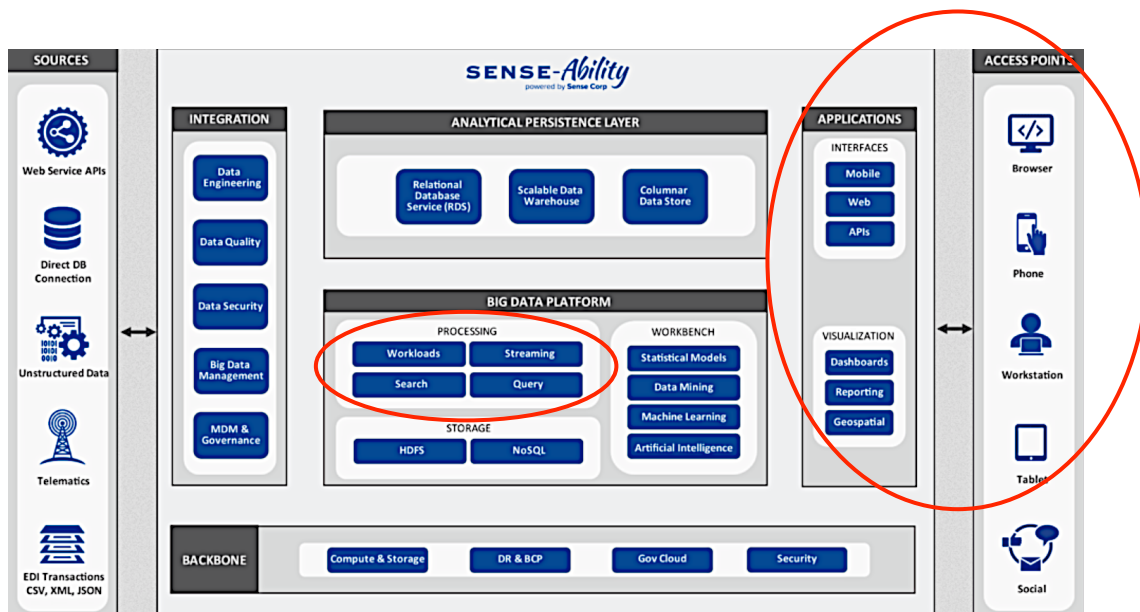 SOURCES
Web Service APIs
Direct DB
Connection
Unstructured Data
Telematics
EDI Transactions
CSV, XML, JSON
SENSE-Ability
powered by Sense Corp
INTEGRATION
Data
Engineering
Data Quality
Data Security
Big Data
Management
MDM &
Governance
ANALYTICAL PERSISTENCE LAYER
Relational
Database
Service (RDS)
Scalable Data
Warehouse
Columnar
Data Store
BIG DATA PLATFORM
PROCESSING
Workloads
Streaming
Search
Query
STORAGE
HDFS
NoSQL
WORKBENCH
Statistical Models
Data Mining
Machine Learning
Artificial Intelligence
APPLICATIONS
INTERFACES
Mobile
Web
APIs
VISUALIZATION
Dashboards
Reporting
Geospatial
BACKBONE
Compute & Storage
DR & BCP
Gov Cloud
Security
ACCESS POINTS
</>
Browser
Phone
Workstation
Tablet
Social
10101
10101
0010